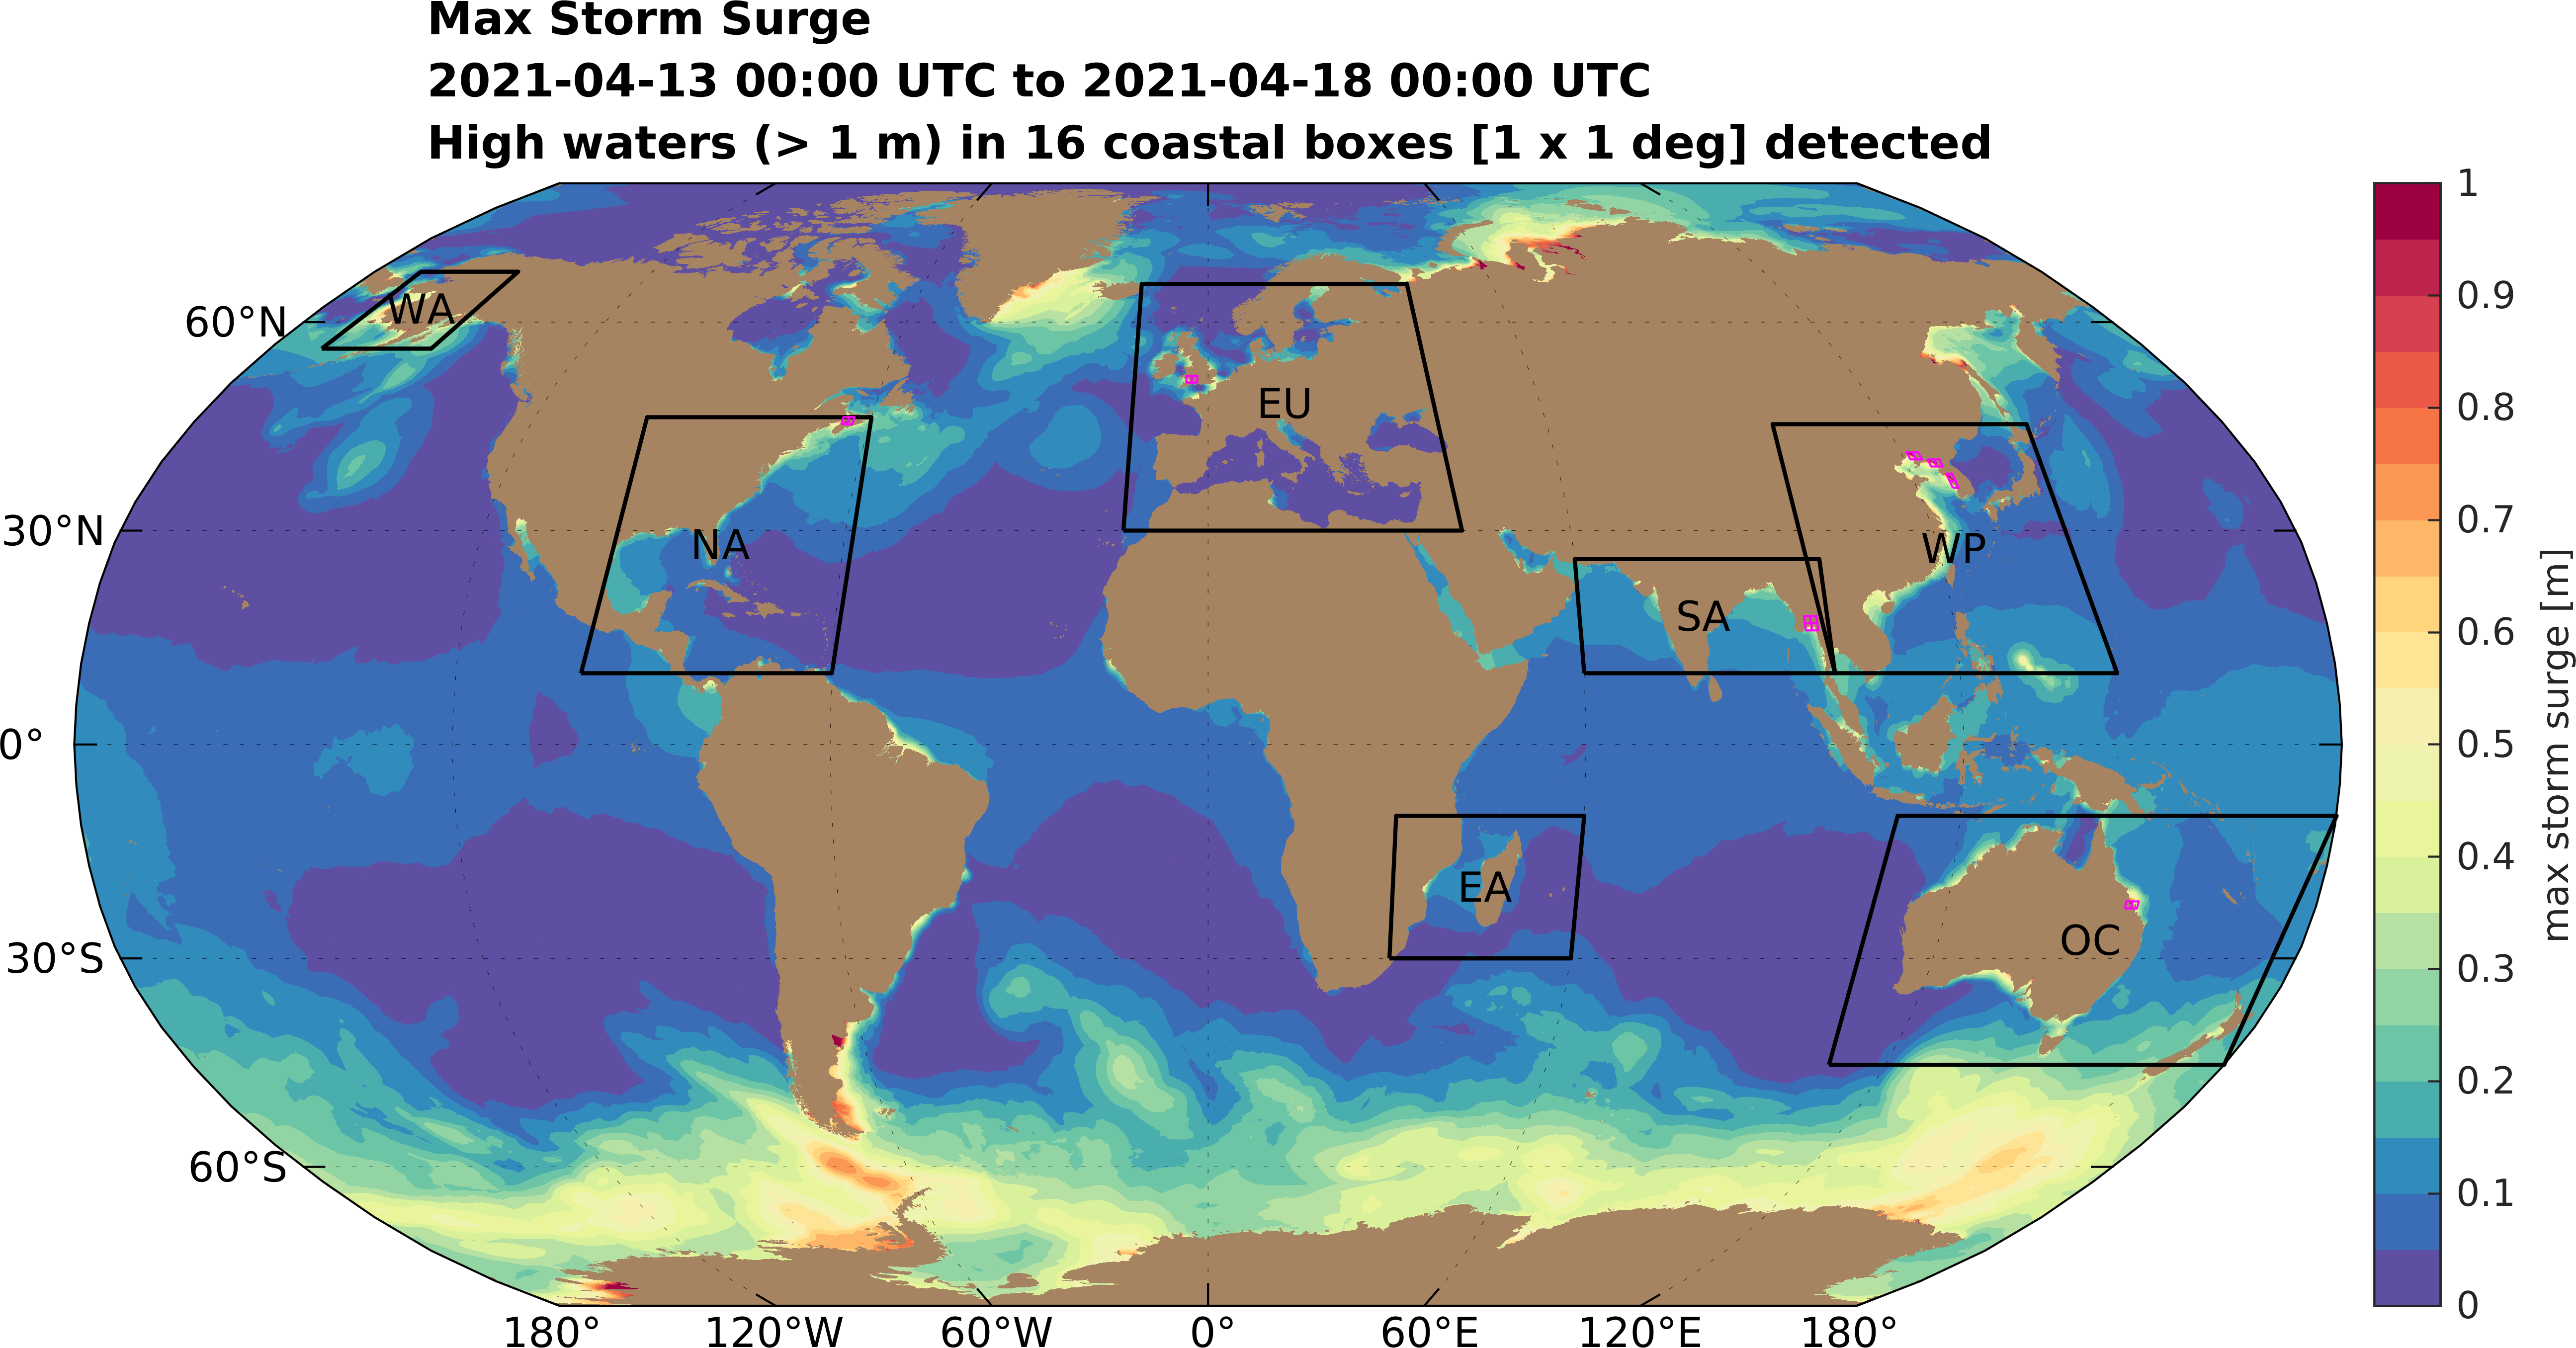 Max Storm Surge
2021-04-13 00:00 UTC to 2021-04-18 00:00 UTC
High waters (> 1 m) in 16 coastal boxes [1 x 1 deg] detected
60°N
30°N
0°
30°S
60°S
180°
120°W
60°W
0°
60°E
120°E
180°
WA
NA
EU
SA
WP
EA
OC
1
0.9
0.8
0.7
0.6
0.5
0.4
0.3
0.2
0.1
0
max storm surge [m]